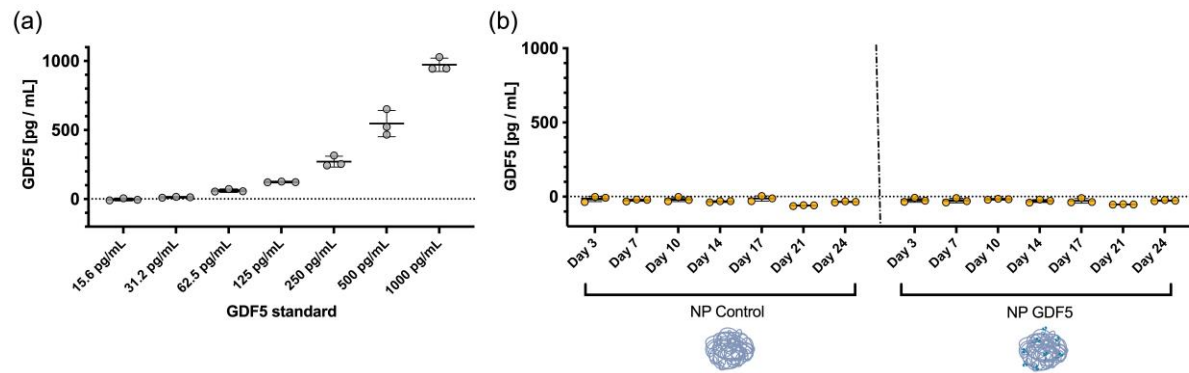 (a)
GDF5 [pg / mL]
1000
500
0
15.6 pg/mL
31.2 pg/mL
62.5 pg/mL
125 pg/mL
250 pg/mL
500 pg/mL
1000 pg/mL
GDF5 standard
(b)
GDF5 [pg / mL]
1000
500
0
Day 3
Day 7
Day 10
Day 14
Day 17
Day 21
Day 24
Day 3
Day 7
Day 10
Day 14
Day 17
Day 21
Day 24
NP Control
NP GDF5